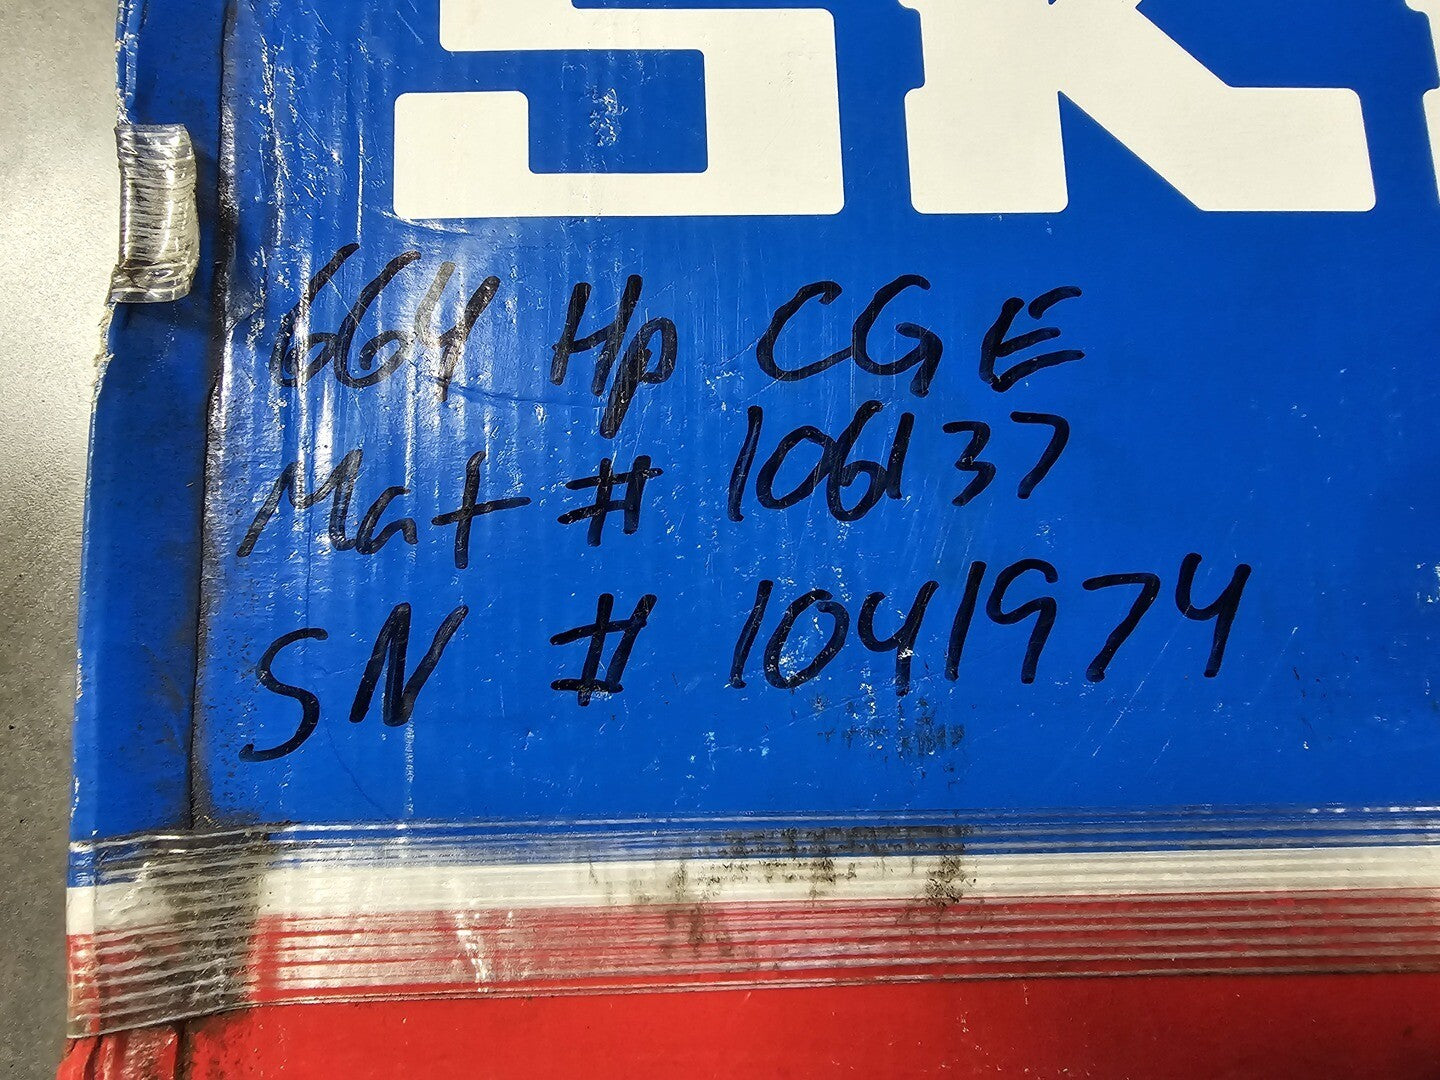 SK
664 Hp CGE
Mat # 106137
SN # 1041974